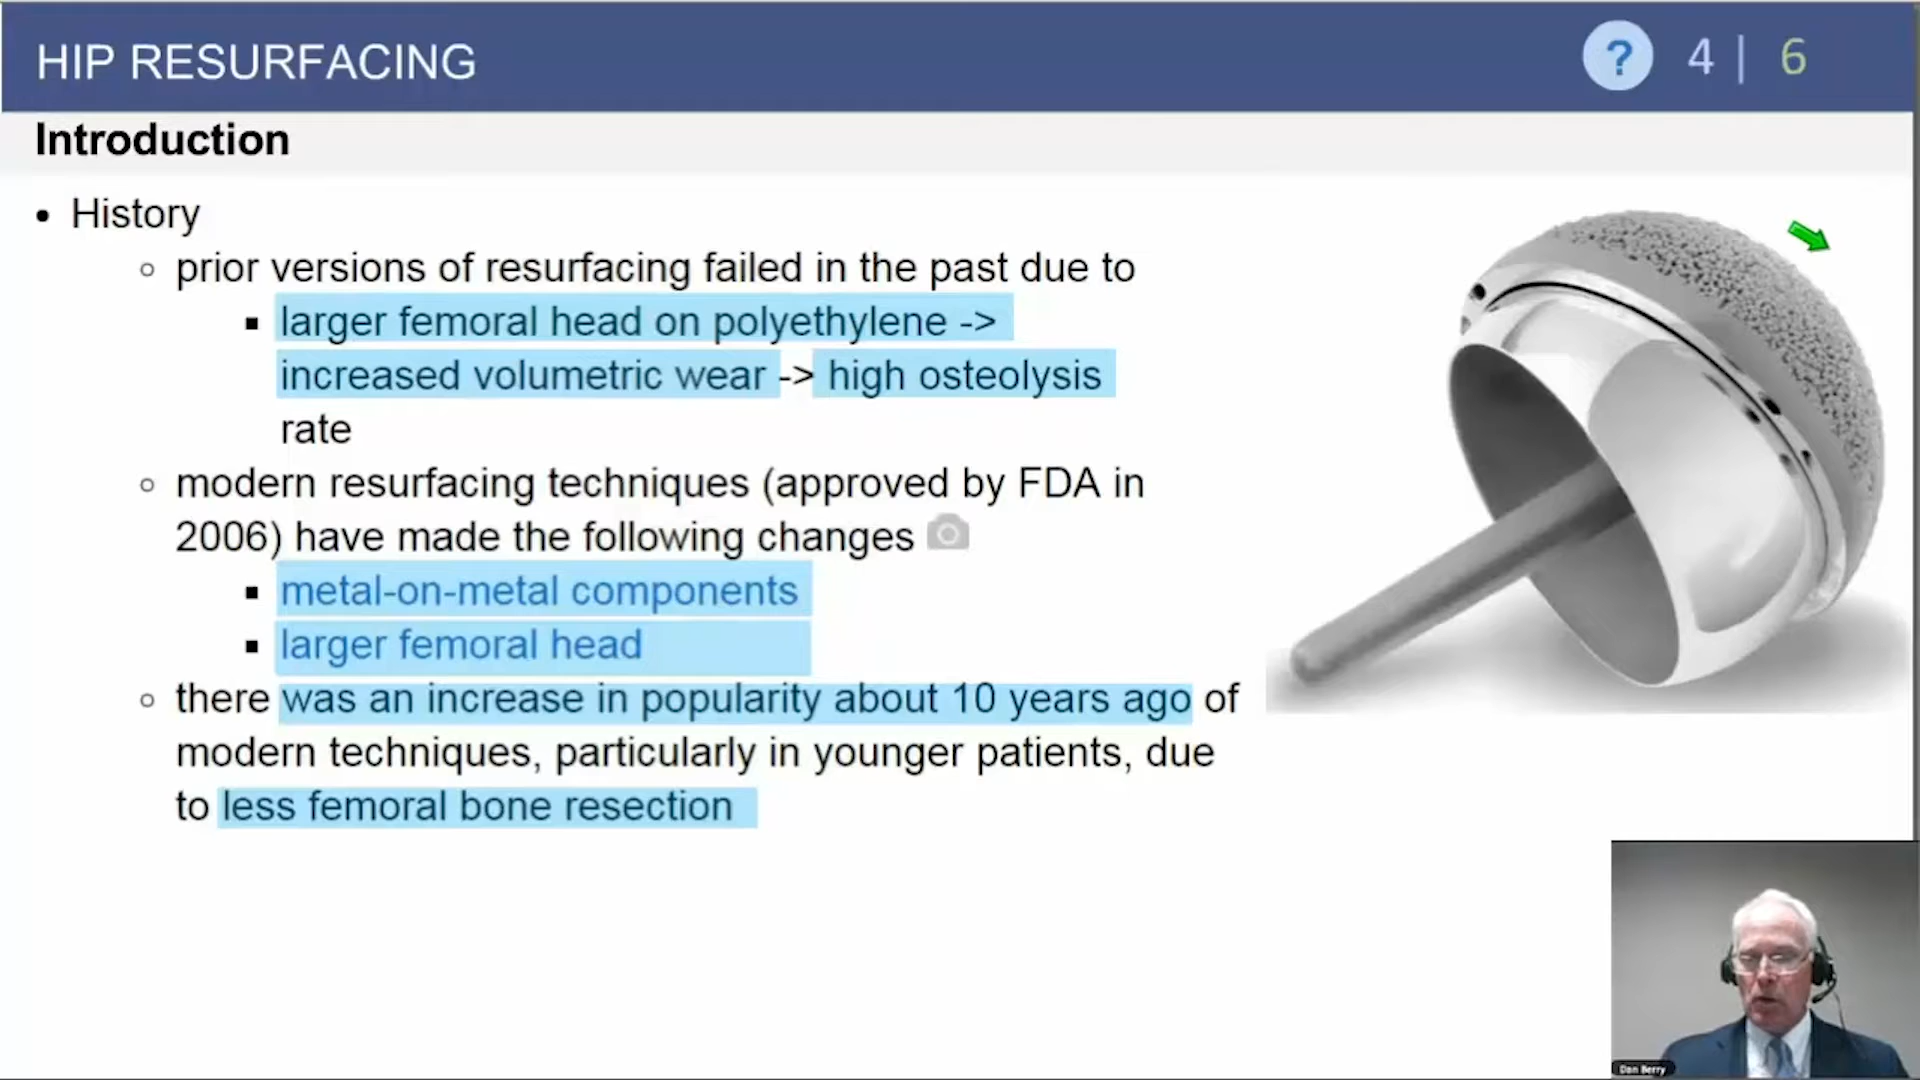 HIP RESURFACING
? 4 | 6
Introduction
• History
○ prior versions of resurfacing failed in the past due to
▪ larger femoral head on polyethylene ->
increased volumetric wear -> high osteolysis
rate
○ modern resurfacing techniques (approved by FDA in
2006) have made the following changes
▪ metal-on-metal components
▪ larger femoral head
○ there was an increase in popularity about 10 years ago of
modern techniques, particularly in younger patients, due
to less femoral bone resection
Dan Berry